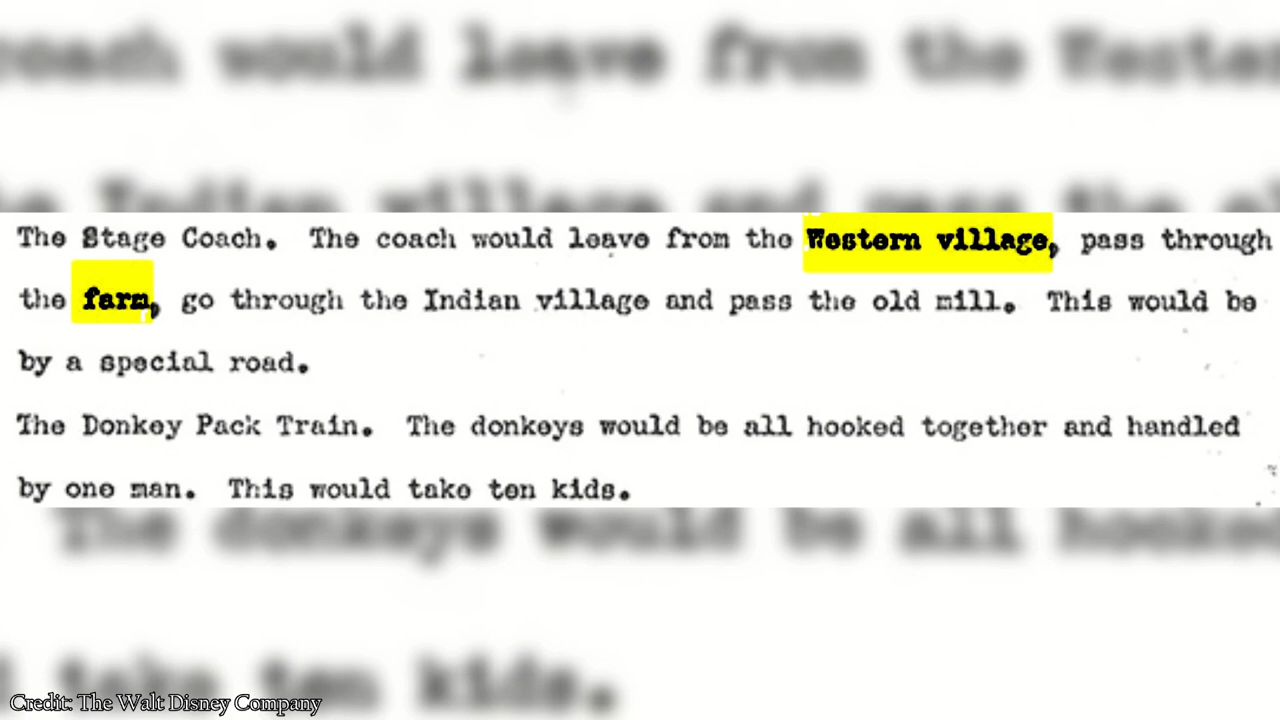 The Stage Coach. The coach would leave from the Western village, pass through
the farm, go through the Indian village and pass the old mill. This would be
by a special road.
The Donkey Pack Train. The donkeys would be all hooked together and handled
by one man. This would take ten kids.
Credit: The Walt Disney Company